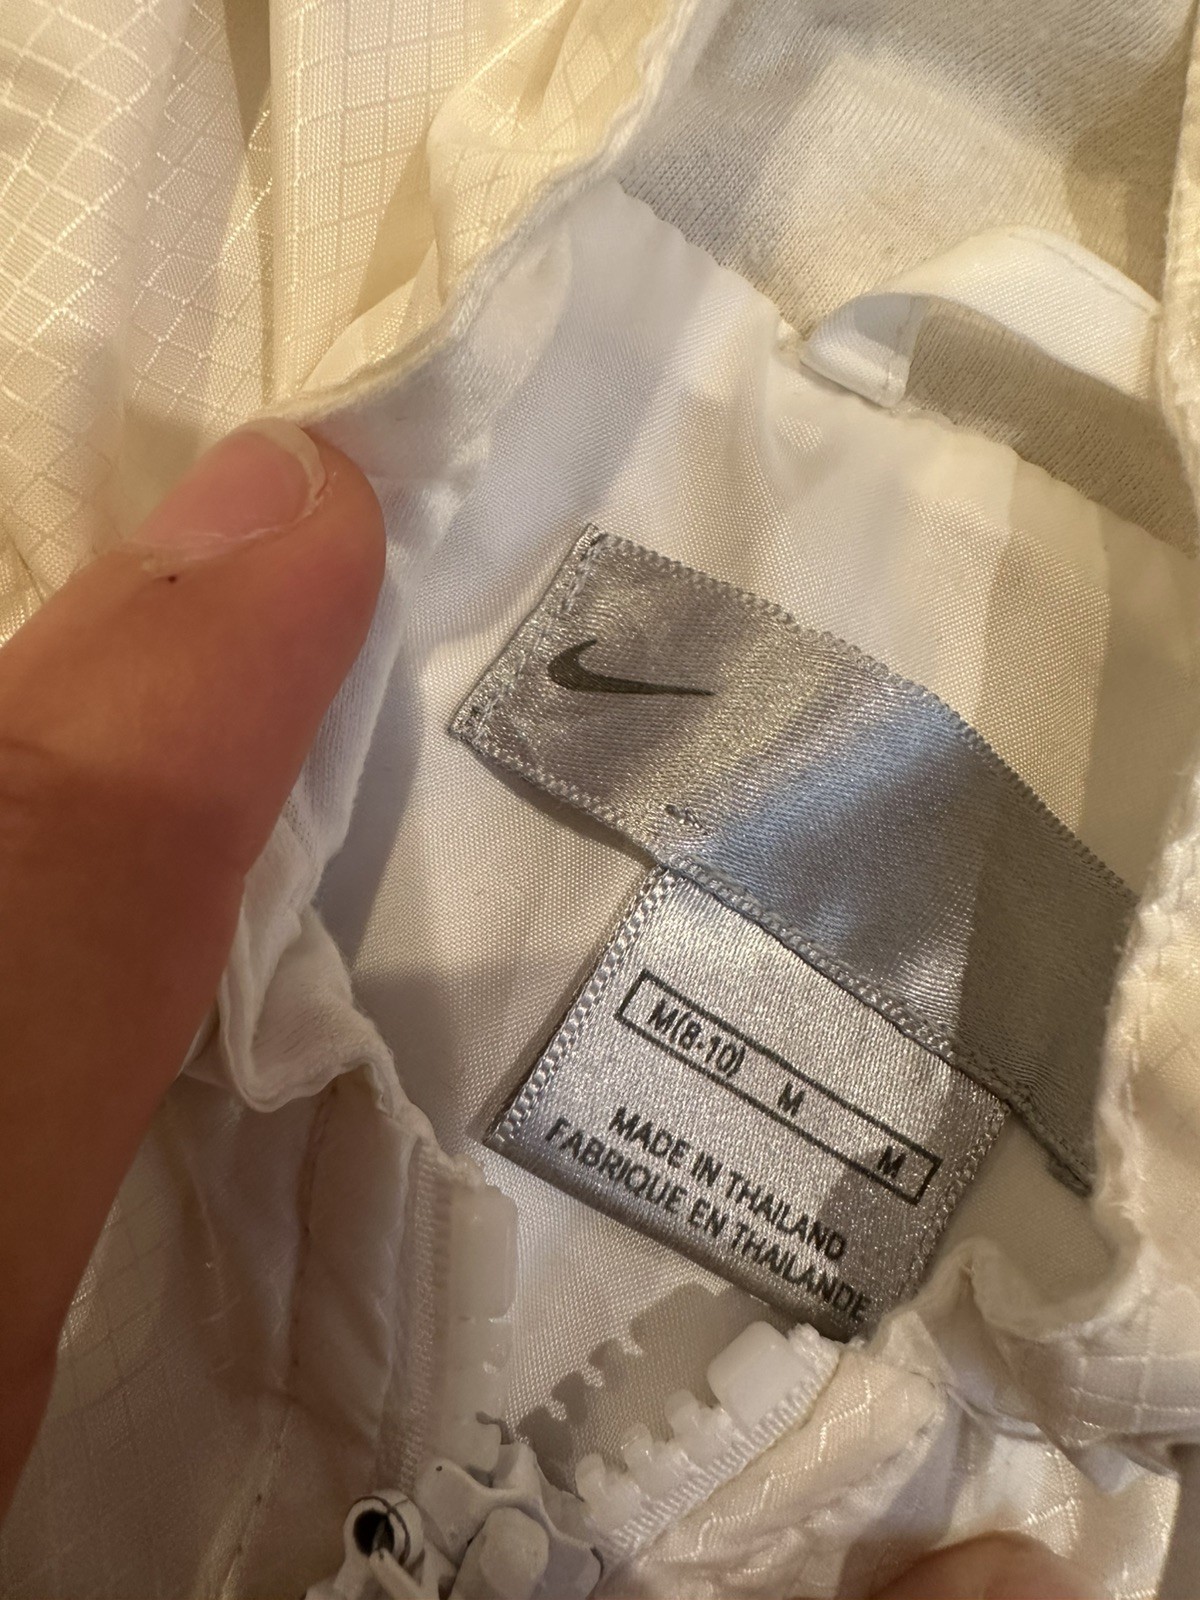 M(8-10) M M
MADE IN THAILAND
FABRIQUE EN THAILANDE